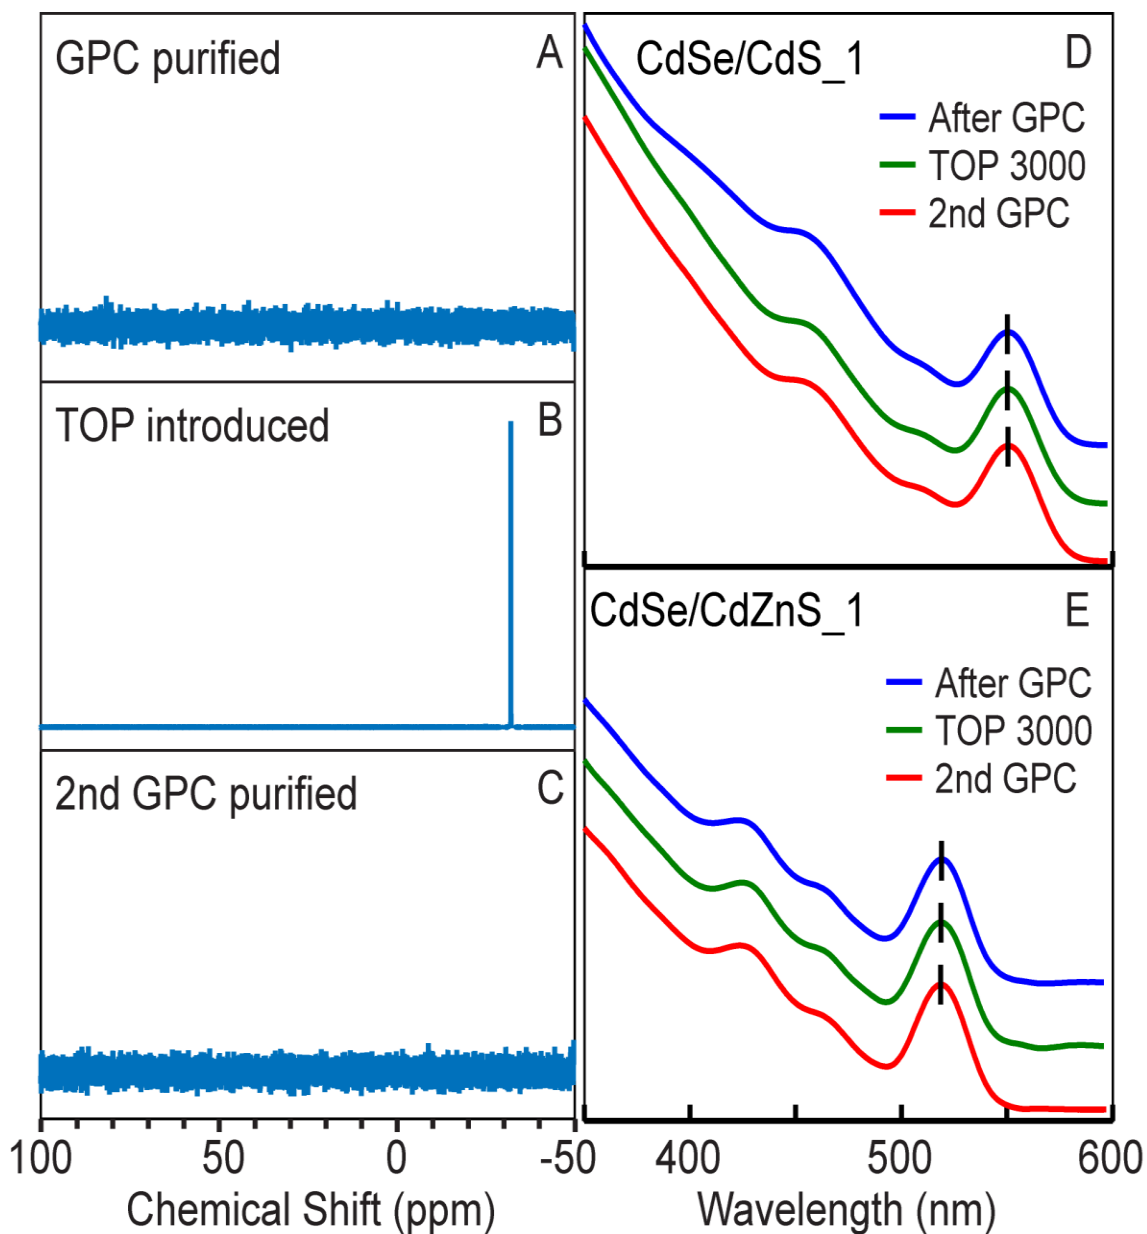 GPC purified
A
TOP introduced
B
2nd GPC purified
C
100
50
0
-50
Chemical Shift (ppm)
CdSe/CdS_1
D
After GPC
TOP 3000
2nd GPC
CdSe/CdZnS_1
E
After GPC
TOP 3000
2nd GPC
400
500
600
Wavelength (nm)